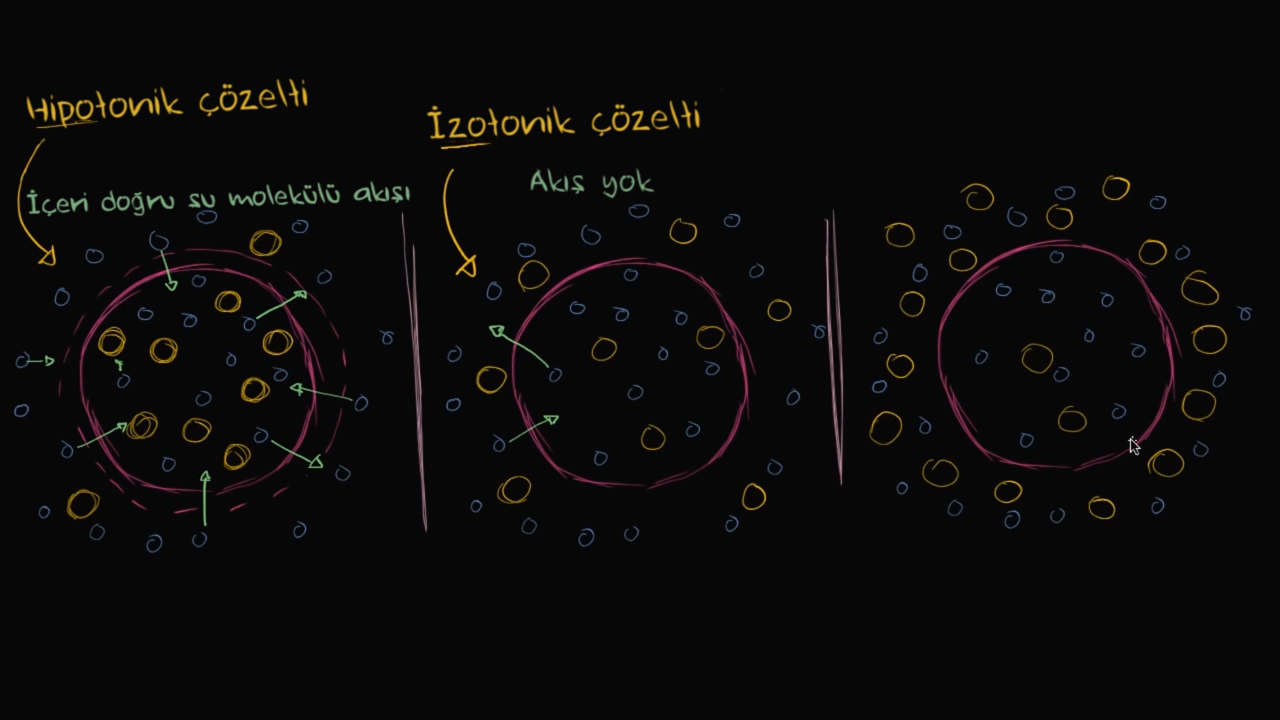 Hipotonik çözelti
İçeri doğru su molekülü akışı
İzotonik çözelti
Akış yok